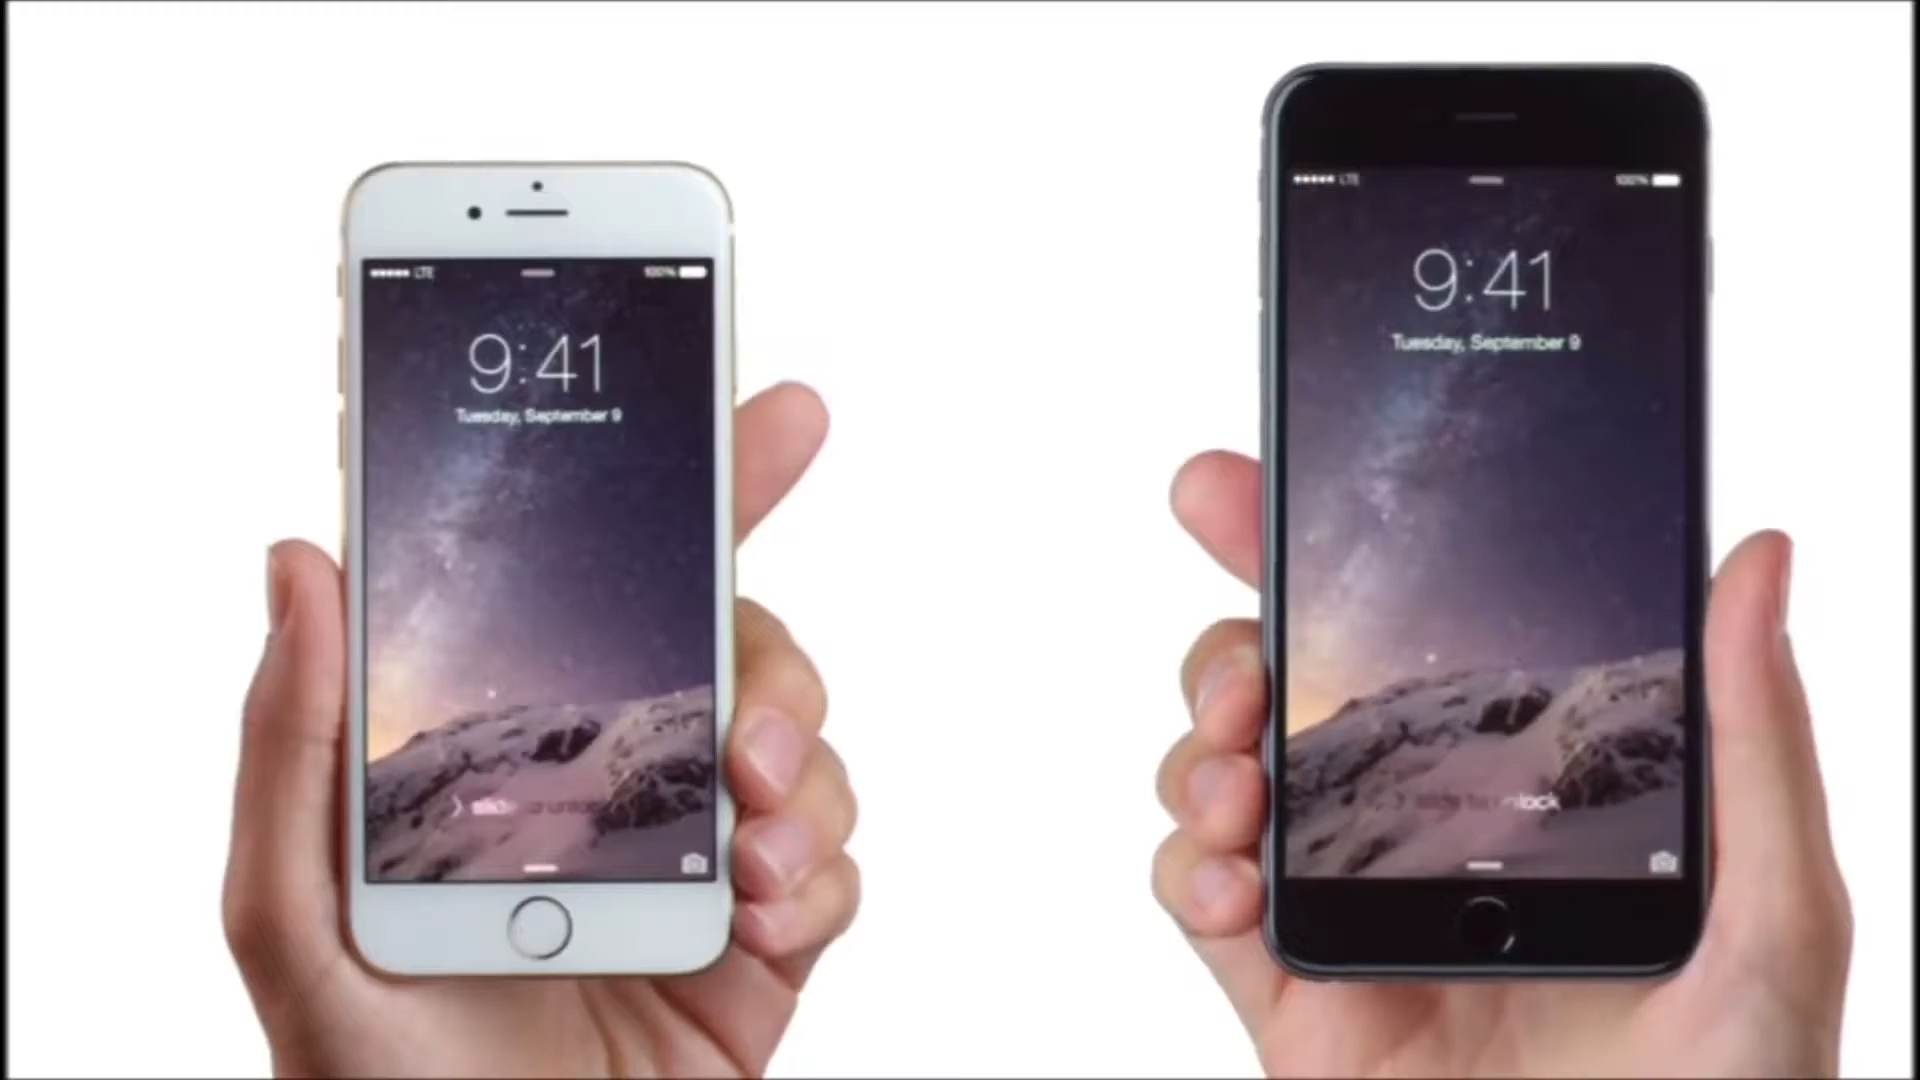 LTE
100%
9:41
Tuesday, September 9
LTE
100%
9:41
Tuesday, September 9
slide to unlock